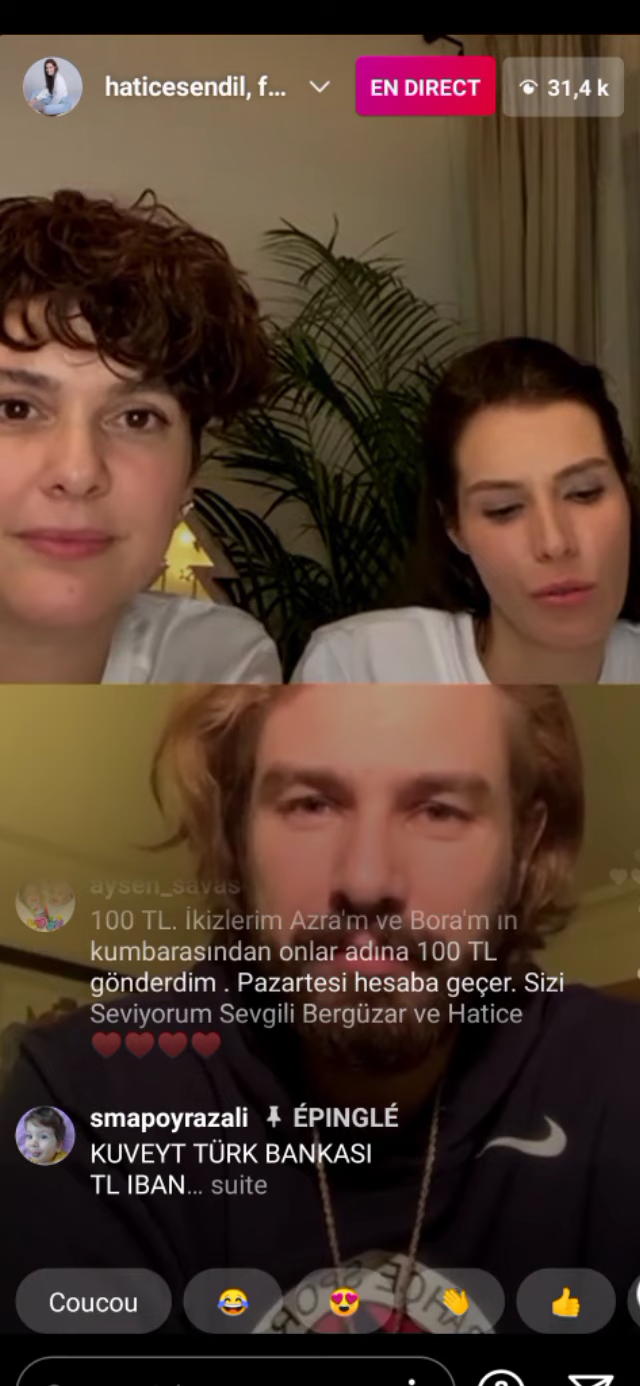 haticesendil, f...
EN DIRECT
31,4 k
aysen_savas
100 TL. İkizlerim Azra'm ve Bora'm ın
kumbarasından onlar adına 100 TL
gönderdim . Pazartesi hesaba geçer. Sizi
Seviyorum Sevgili Bergüzar ve Hatice
❤️❤️❤️❤️
smapoyrazali 📌 ÉPINGLÉ
KUVEYT TÜRK BANKASI
TL IBAN... suite
Coucou 😂 😍 👏 👍